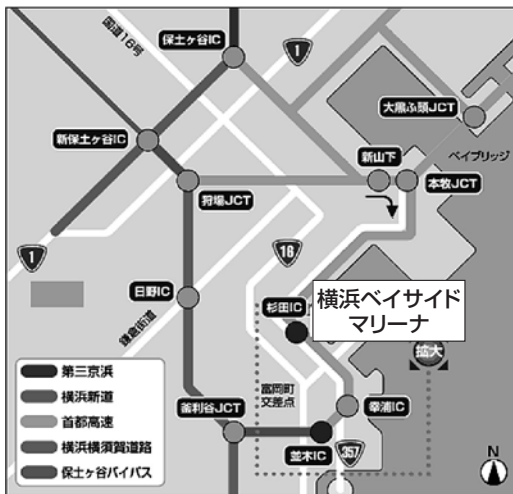 国道16号
保土ヶ谷IC
1
大黒ふ頭JCT
新保土ヶ谷IC
新山下
ベイブリッジ
狩場JCT
本牧JCT
1
16
日野IC
杉田IC
横浜ベイサイド
マリーナ
鎌倉街道
拡大
第三京浜
横浜新道
首都高速
横浜横須賀道路
保土ヶ谷バイパス
富岡町
交差点
釜利谷JCT
幸浦IC
並木IC
357
N